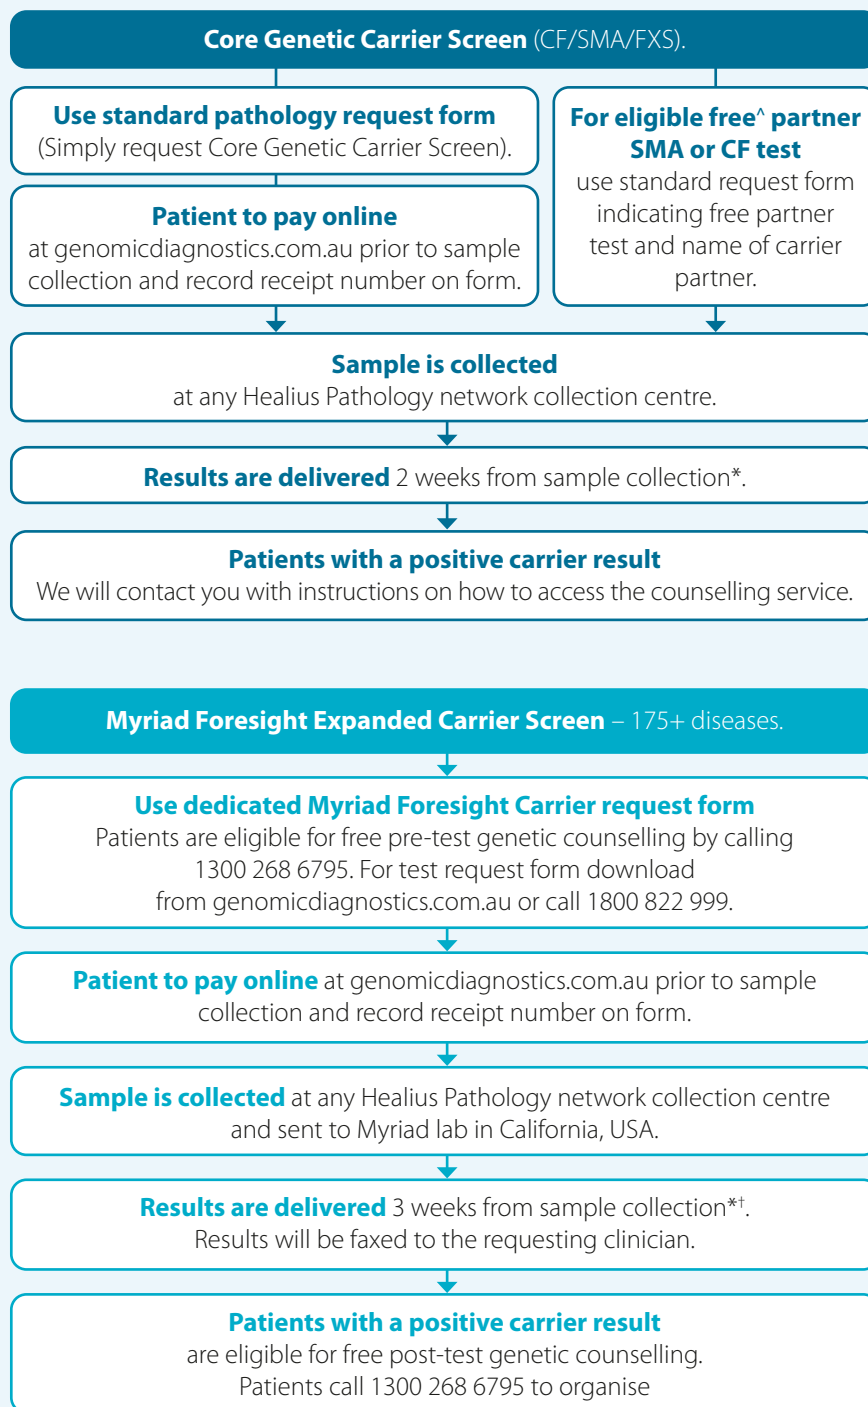 Core Genetic Carrier Screen (CF/SMA/FXS).
Use standard pathology request form
(Simply request Core Genetic Carrier Screen).
Patient to pay online
at genomicdiagnostics.com.au prior to sample
collection and record receipt number on form.
For eligible free^ partner
SMA or CF test
use standard request form
indicating free partner
test and name of carrier
partner.
Sample is collected
at any Healius Pathology network collection centre.
Results are delivered 2 weeks from sample collection*.
Patients with a positive carrier result
We will contact you with instructions on how to access the counselling service.
Myriad Foresight Expanded Carrier Screen – 175+ diseases.
Use dedicated Myriad Foresight Carrier request form
Patients are eligible for free pre-test genetic counselling by calling
1300 268 6795. For test request form download
from genomicdiagnostics.com.au or call 1800 822 999.
Patient to pay online at genomicdiagnostics.com.au prior to sample
collection and record receipt number on form.
Sample is collected at any Healius Pathology network collection centre
and sent to Myriad lab in California, USA.
Results are delivered 3 weeks from sample collection*†.
Results will be faxed to the requesting clinician.
Patients with a positive carrier result
are eligible for free post-test genetic counselling.
Patients call 1300 268 6795 to organise